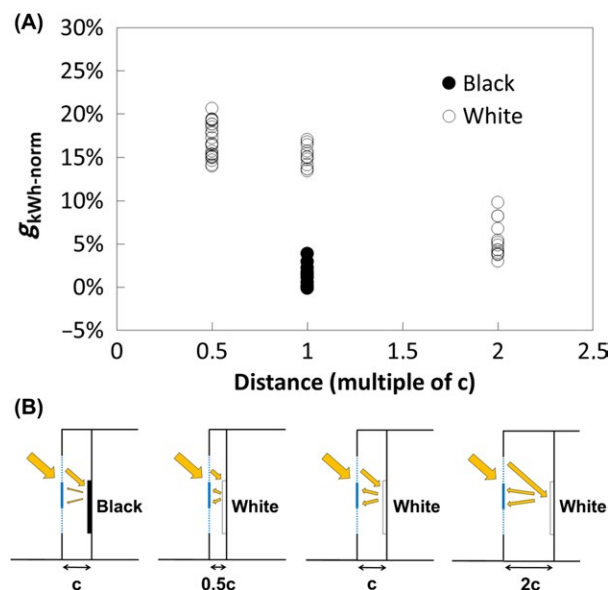 (A)
30%
25%
20%
15%
10%
5%
0%
−5%
gkWh-norm
Black
White
0
0.5
1
1.5
2
2.5
Distance (multiple of c)
(B)
Black
White
White
White
c
0.5c
c
2c